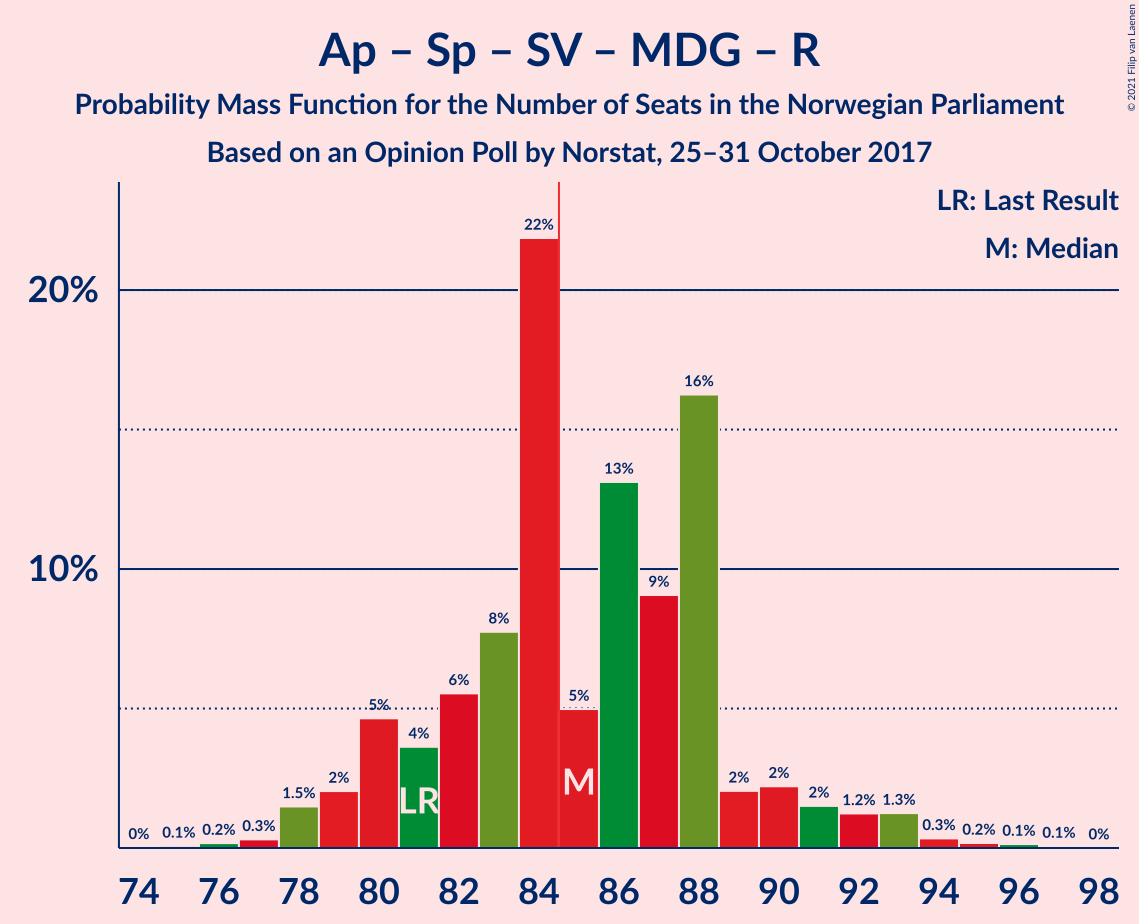 Ap – Sp – SV – MDG – R
Probability Mass Function for the Number of Seats in the Norwegian Parliament
Based on an Opinion Poll by Norstat, 25–31 October 2017
© 2021 Filip van Laenen
LR: Last Result
M: Median
20%
10%
0% 0.1% 0.2% 0.3% 1.5% 2% 5% 4% 6% 8% 22% 5% 13% 9% 16% 2% 2% 2% 1.2% 1.3% 0.3% 0.2% 0.1% 0.1% 0%
LR M
74 76 78 80 82 84 86 88 90 92 94 96 98